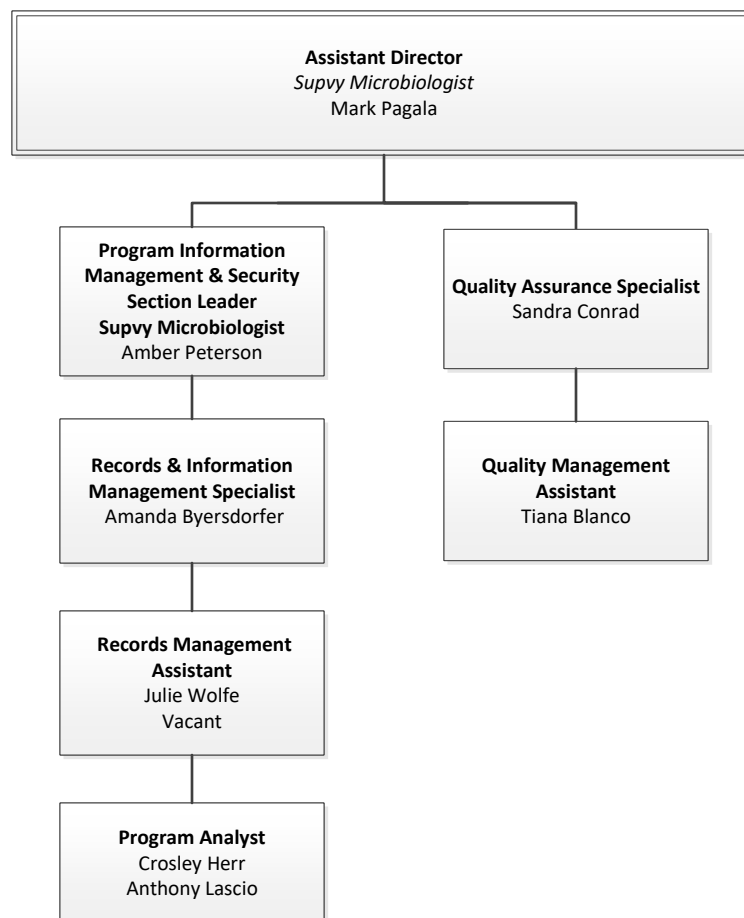 Assistant Director
Supvy Microbiologist
Mark Pagala
Program Information
Management & Security
Section Leader
Supvy Microbiologist
Amber Peterson
Quality Assurance Specialist
Sandra Conrad
Records & Information
Management Specialist
Amanda Byersdorfer
Quality Management
Assistant
Tiana Blanco
Records Management
Assistant
Julie Wolfe
Vacant
Program Analyst
Crosley Herr
Anthony Lascio